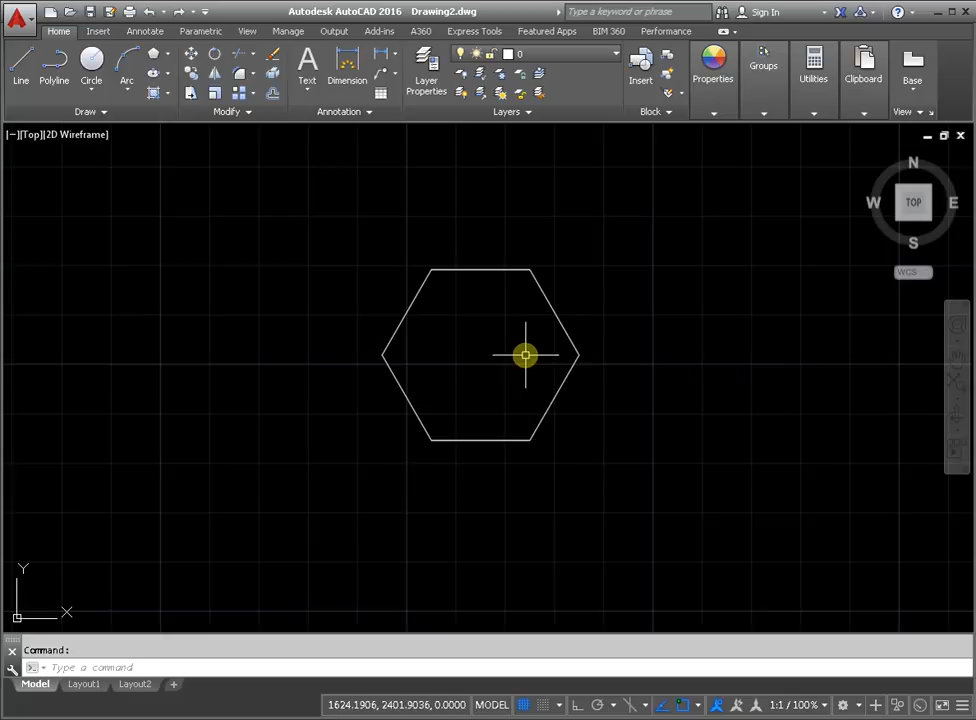 Autodesk AutoCAD 2016 Drawing2.dwg
Type a keyword or phrase
Sign In
Home Insert Annotate Parametric View Manage Output Add-ins A360 Express Tools Featured Apps BIM 360 Performance
Line Polyline Circle Arc
Text Dimension
Layer Properties
0
Insert
Properties Groups Utilities Clipboard Base
Draw Modify Annotation Layers Block View
[−][Top][2D Wireframe]
N
W TOP E
S
WCS
Y
X
Command:
Type a command
Model Layout1 Layout2 +
1624.1906, 2401.9036, 0.0000 MODEL 1:1 / 100%